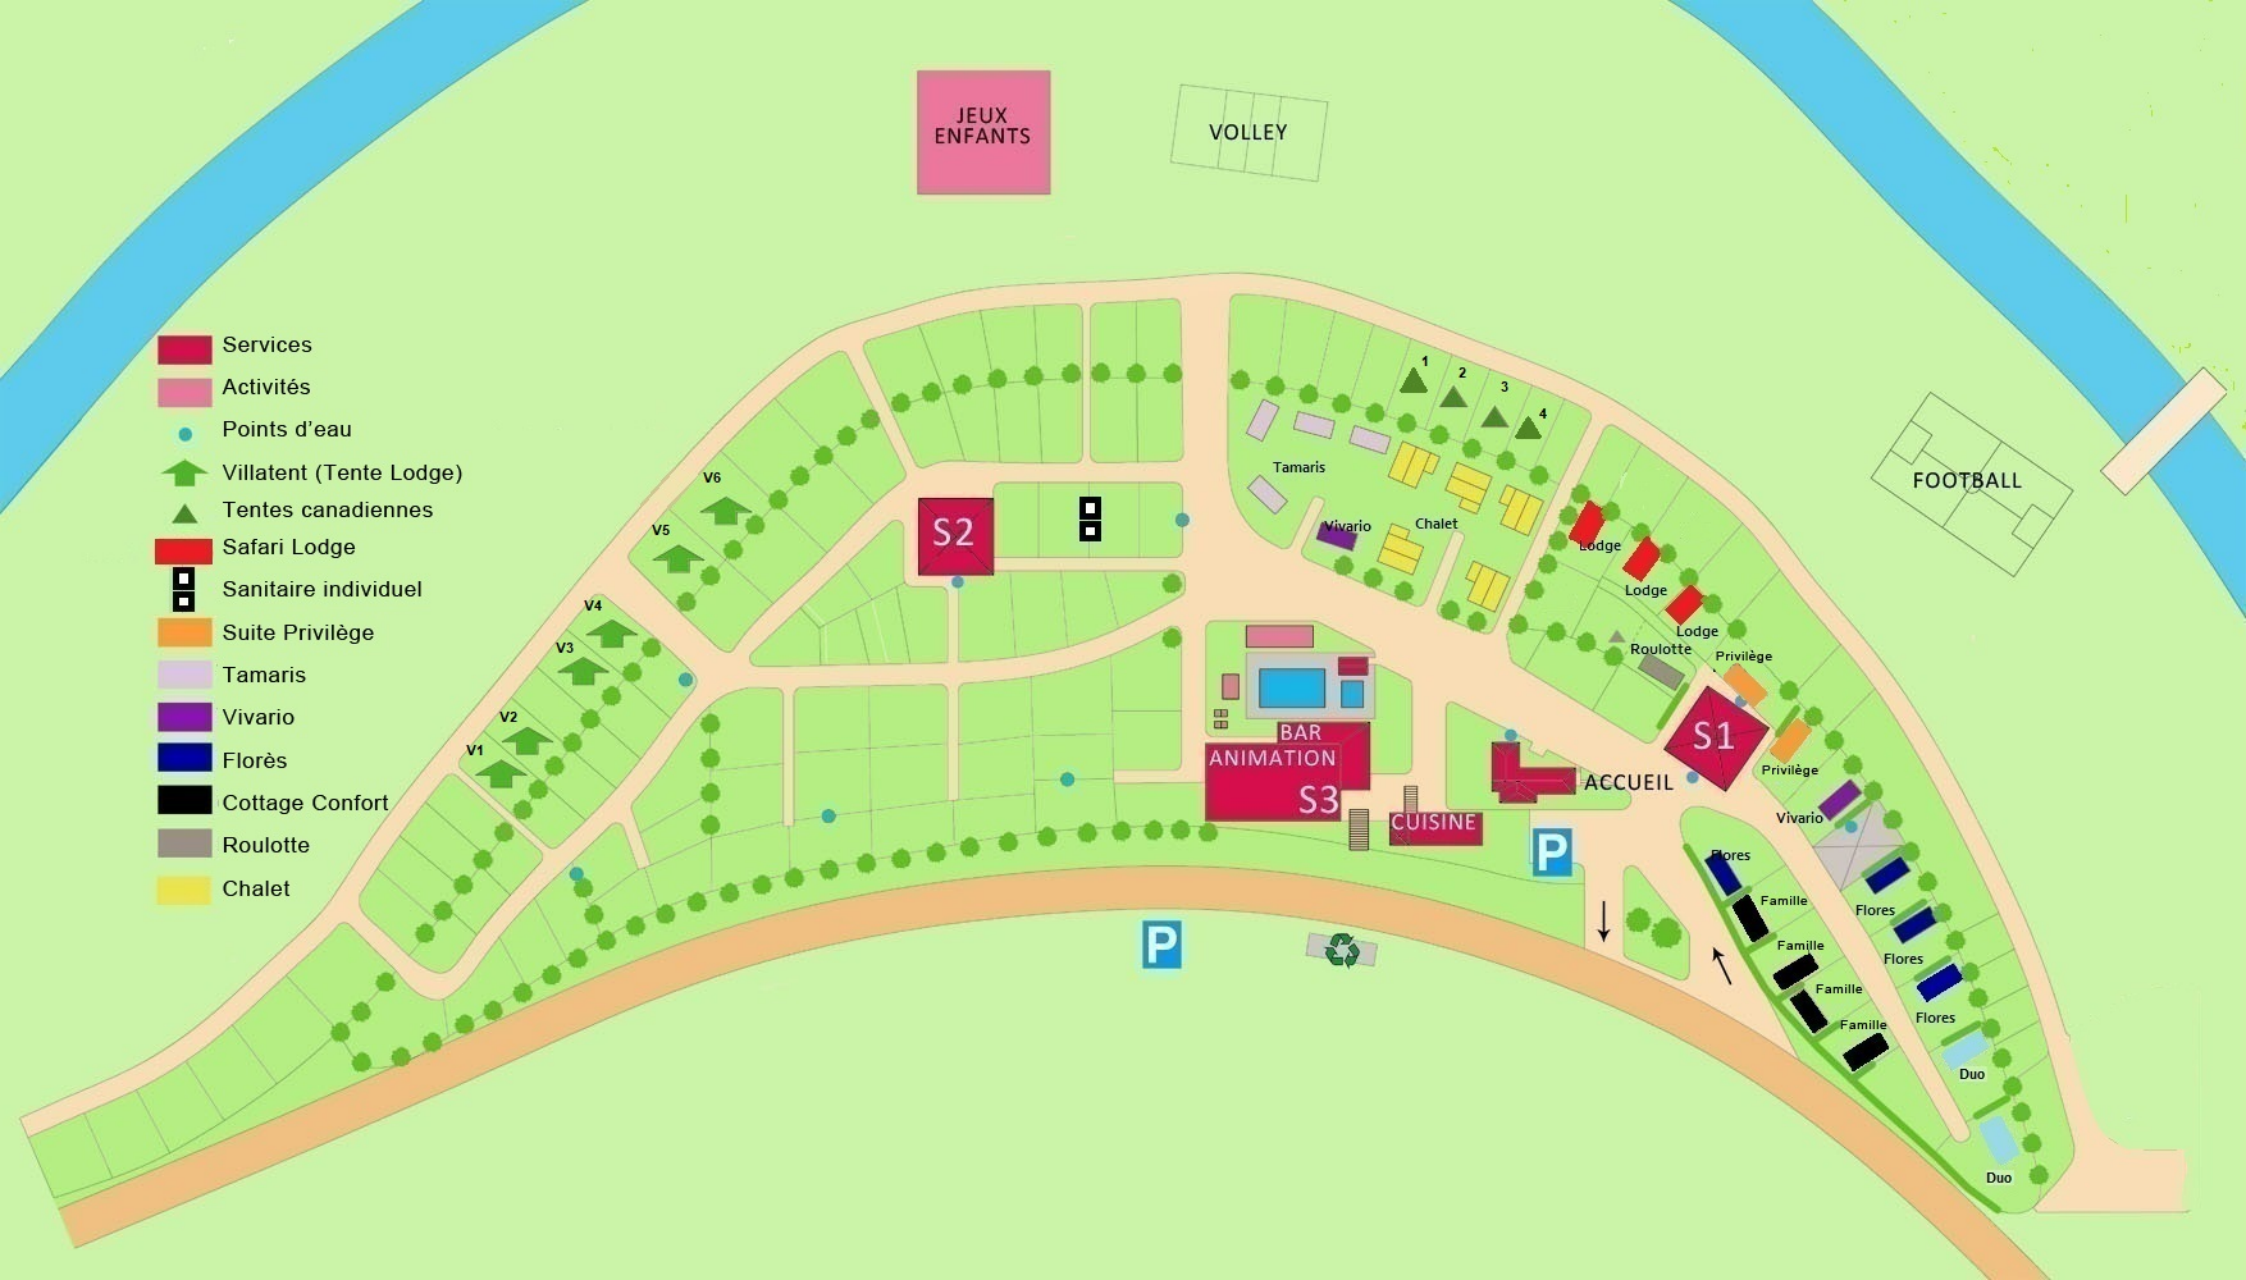 JEUX
ENFANTS
VOLLEY
FOOTBALL
Services
Activités
Points d'eau
Villatent (Tente Lodge)
Tentes canadiennes
Safari Lodge
Sanitaire individuel
Suite Privilège
Tamaris
Vivario
Florès
Cottage Confort
Roulotte
Chalet
V6
V5
V4
V3
V2
V1
S2
1
2
3
4
Tamaris
Vivario
Chalet
Lodge
Lodge
Lodge
Roulotte
Privilège
S1
Privilège
Vivario
BAR
ANIMATION
S3
CUISINE
ACCUEIL
P
P
Flores
Famille
Famille
Famille
Famille
Flores
Flores
Flores
Duo
Duo